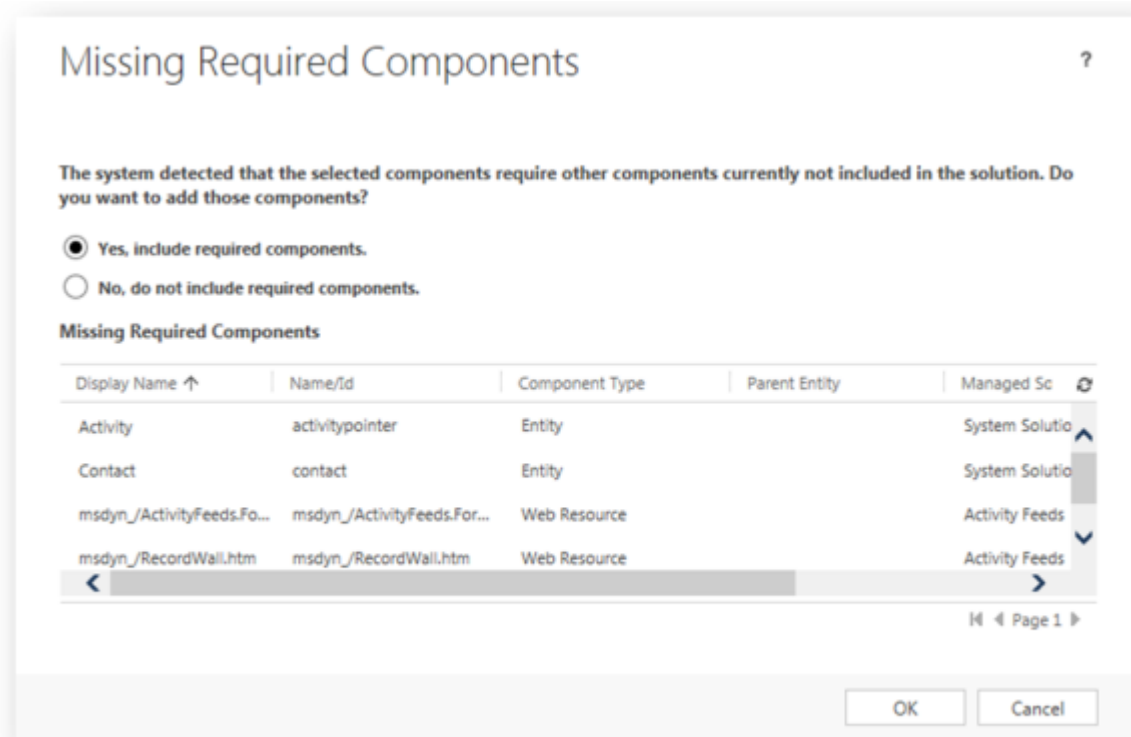 Missing Required Components
?
The system detected that the selected components require other components currently not included in the solution. Do
you want to add those components?
Yes, include required components.
No, do not include required components.
Missing Required Components
Display Name Name/Id Component Type Parent Entity Managed Sc
Activity activitypointer Entity System Solutio
Contact contact Entity System Solutio
msdyn_/ActivityFeeds.Fo... msdyn_/ActivityFeeds.For... Web Resource Activity Feeds
msdyn_/RecordWall.htm msdyn_/RecordWall.htm Web Resource Activity Feeds
Page 1
OK Cancel